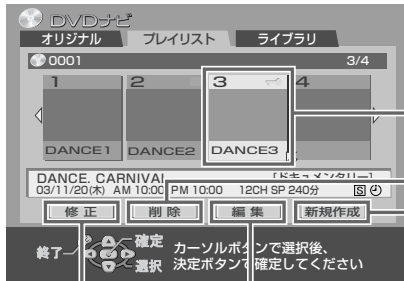 DVDナビ
オリジナル プレイリスト ライブラリ
0001 3/4
1 2 3 4
DANCE1 DANCE2 DANCE3
DANCE. CARNIVAL [ドキュメンタリー]
03/11/20(木) AM 10:00 PM 10:00 12CH SP 240分 S
修正 削除 編集 新規作成
終了 確定 カーソルボタンで選択後、
選択 決定ボタンで確定してください